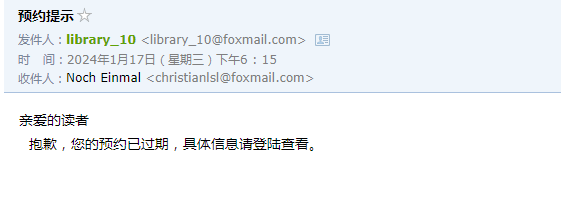 预约提示☆
发件人：library_10 <library_10@foxmail.com>
时　间：2024年1月17日（星期三）下午6：15
收件人：Noch Einmal <christianlsl@foxmail.com>
亲爱的读者
抱歉，您的预约已过期，具体信息请登陆查看。